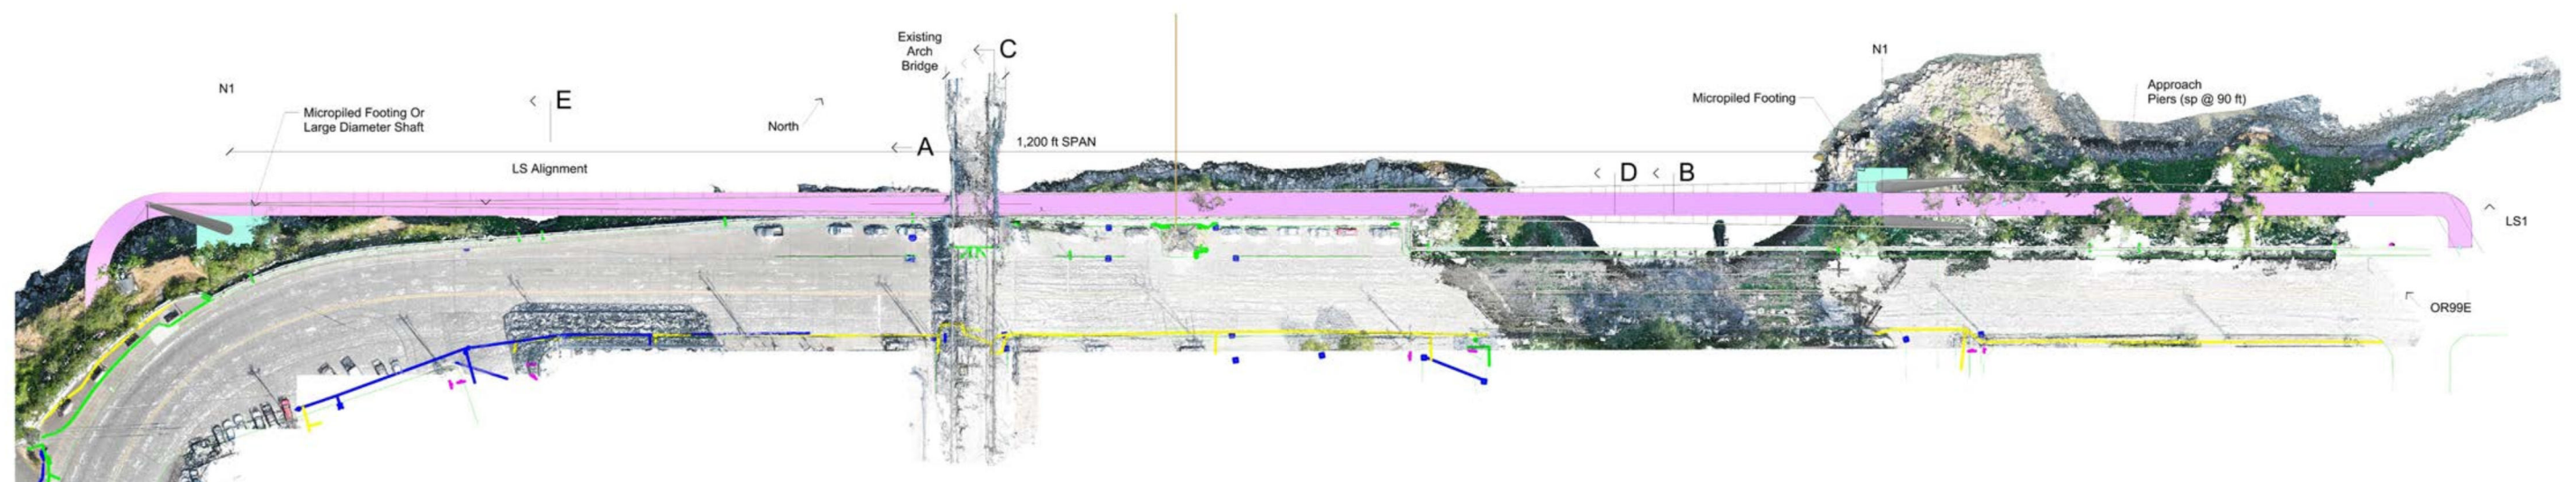 Existing
Arch
Bridge
C
N1
N1
E
Micropiled Footing Or
Large Diameter Shaft
North
A
1,200 ft SPAN
Micropiled Footing
Approach
Piers (sp @ 90 ft)
LS Alignment
D
B
LS1
OR99E